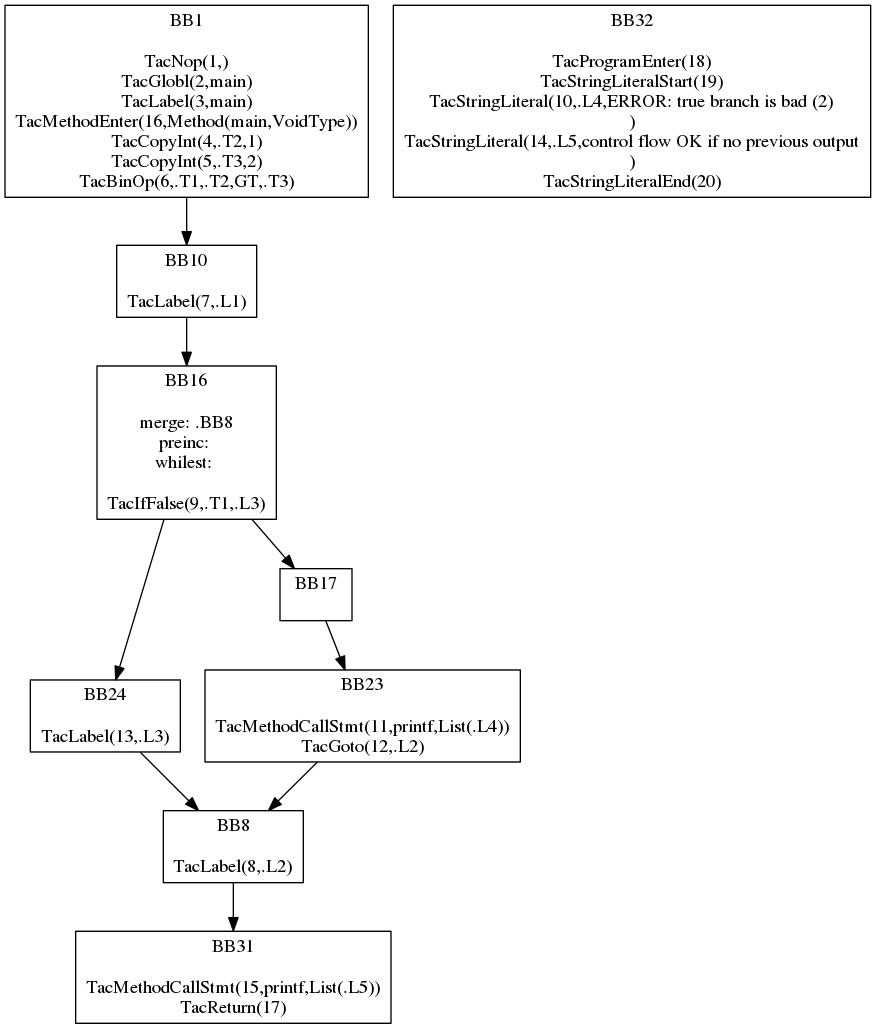 BB1
TacNop(1,)
TacGlobl(2,main)
TacLabel(3,main)
TacMethodEnter(16,Method(main,VoidType))
TacCopyInt(4,.T2,1)
TacCopyInt(5,.T3,2)
TacBinOp(6,.T1,.T2,GT,.T3)
BB32
TacProgramEnter(18)
TacStringLiteralStart(19)
TacStringLiteral(10,.L4,ERROR: true branch is bad (2)
)
TacStringLiteral(14,.L5,control flow OK if no previous output
)
TacStringLiteralEnd(20)
BB10
TacLabel(7,.L1)
BB16
merge: .BB8
preinc:
whilest:
TacIfFalse(9,.T1,.L3)
BB17
BB24
TacLabel(13,.L3)
BB23
TacMethodCallStmt(11,printf,List(.L4))
TacGoto(12,.L2)
BB8
TacLabel(8,.L2)
BB31
TacMethodCallStmt(15,printf,List(.L5))
TacReturn(17)